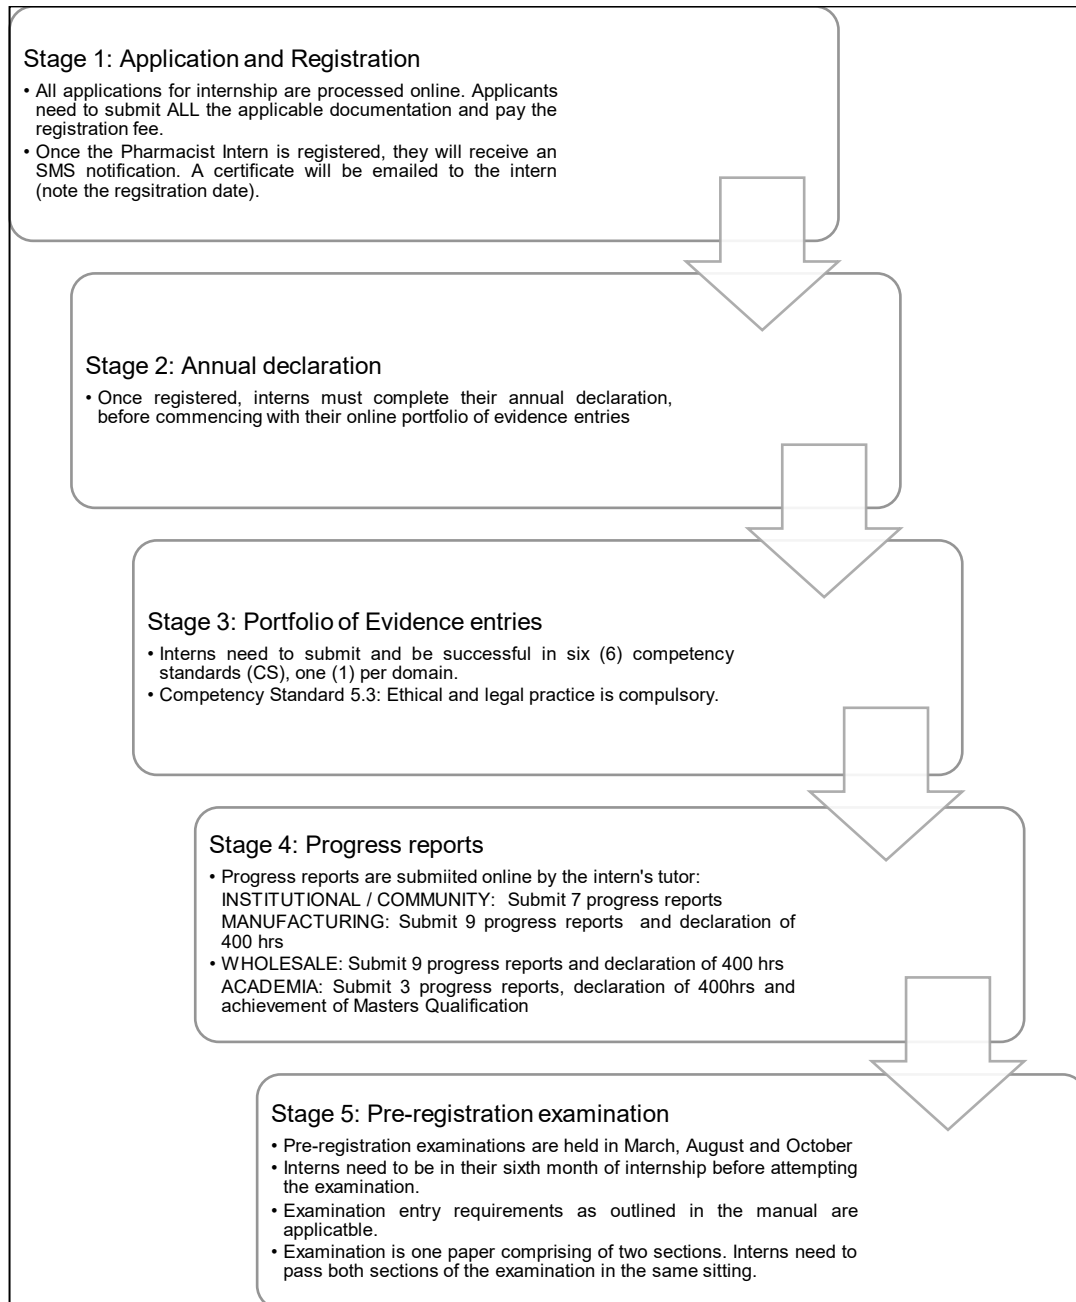 Stage 1: Application and Registration
• All applications for internship are processed online. Applicants
need to submit ALL the applicable documentation and pay the
registration fee.
• Once the Pharmacist Intern is registered, they will receive an
SMS notification. A certificate will be emailed to the intern
(note the regsitration date).
Stage 2: Annual declaration
• Once registered, interns must complete their annual declaration,
before commencing with their online portfolio of evidence entries
Stage 3: Portfolio of Evidence entries
• Interns need to submit and be successful in six (6) competency
standards (CS), one (1) per domain.
• Competency Standard 5.3: Ethical and legal practice is compulsory.
Stage 4: Progress reports
• Progress reports are submiited online by the intern's tutor:
INSTITUTIONAL / COMMUNITY: Submit 7 progress reports
MANUFACTURING: Submit 9 progress reports and declaration of
400 hrs
• WHOLESALE: Submit 9 progress reports and declaration of 400 hrs
ACADEMIA: Submit 3 progress reports, declaration of 400hrs and
achievement of Masters Qualification
Stage 5: Pre-registration examination
• Pre-registration examinations are held in March, August and October
• Interns need to be in their sixth month of internship before attempting
the examination.
• Examination entry requirements as outlined in the manual are
applicatble.
• Examination is one paper comprising of two sections. Interns need to
pass both sections of the examination in the same sitting.